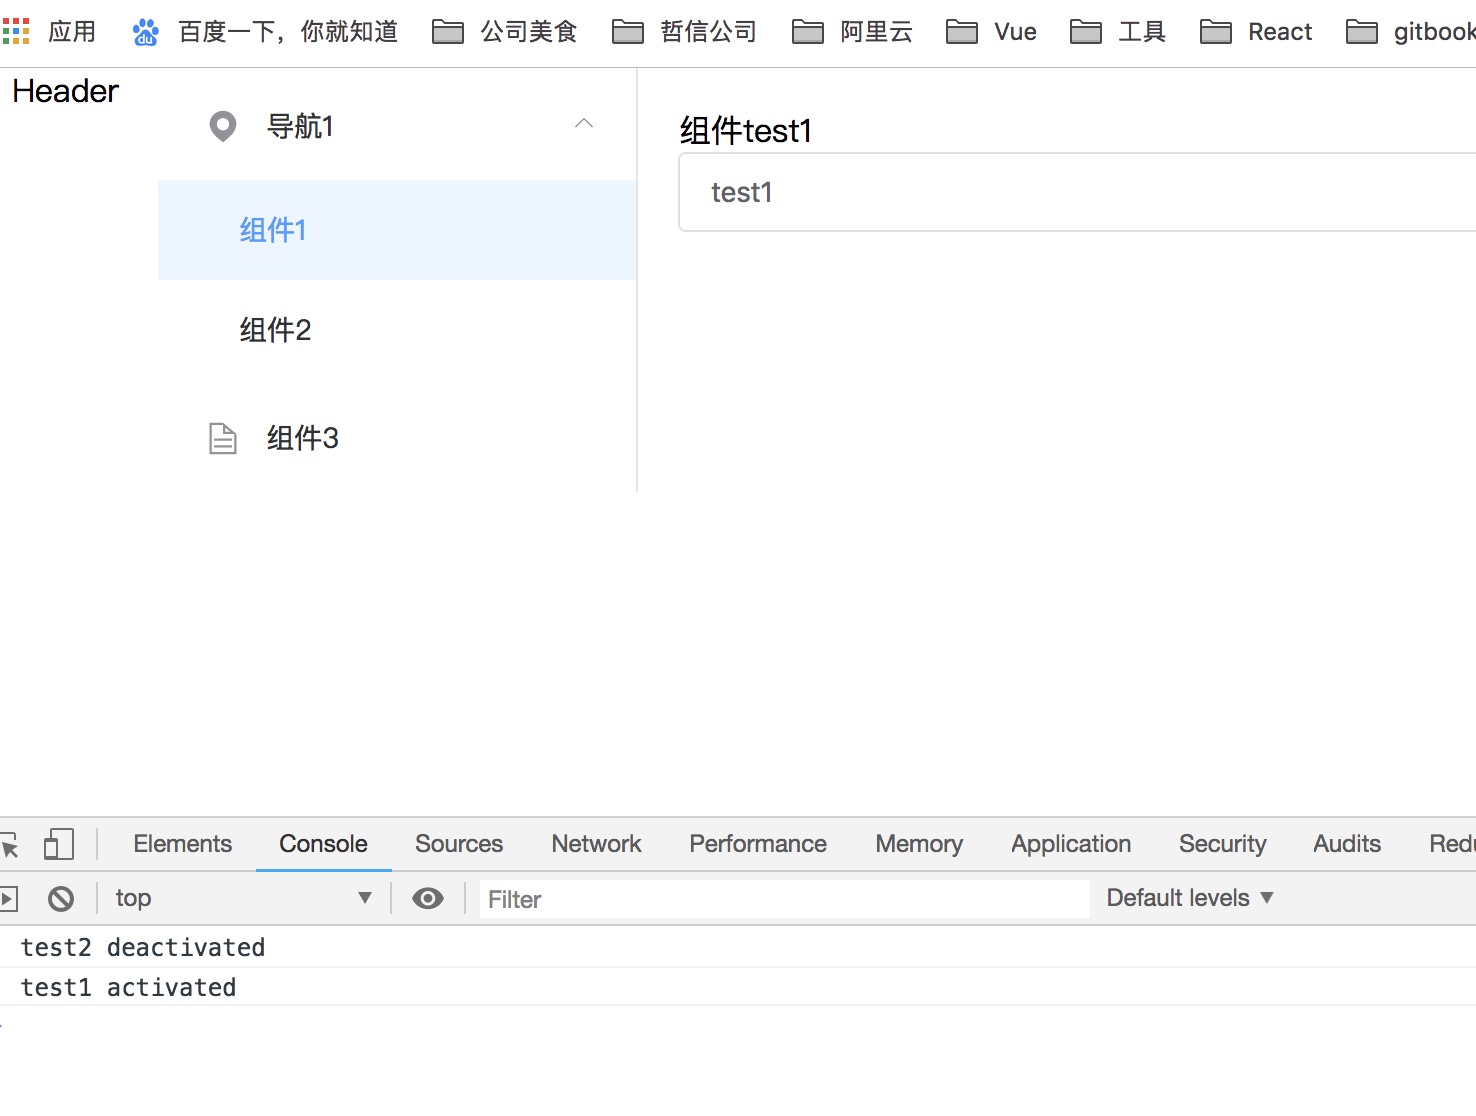 应用 百度一下，你就知道 公司美食 哲信公司 阿里云 Vue 工具 React gitbook
Header
导航1
组件1
组件2
组件3
组件test1
test1
Elements Console Sources Network Performance Memory Application Security Audits Redu
top Filter Default levels
test2 deactivated
test1 activated